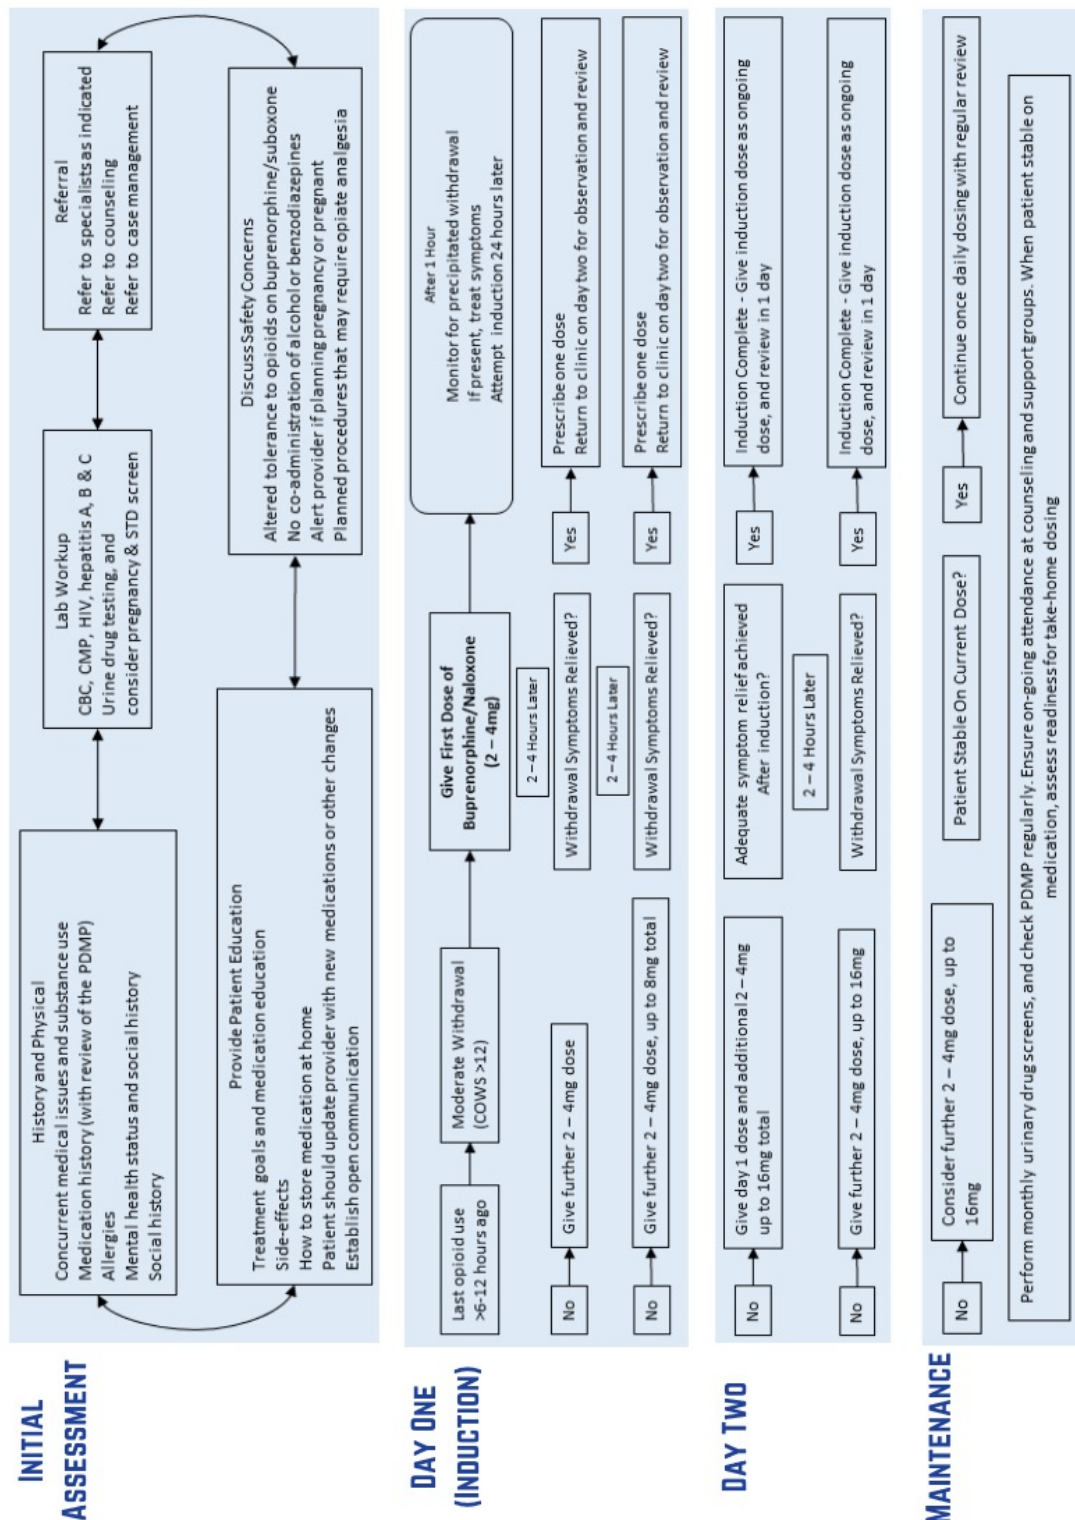 INITIAL
ASSESSMENT
History and Physical
Concurrent medical issues and substance use
Medication history (with review of the PDMP)
Allergies
Mental health status and social history
Social history
Lab Workup
CBC, CMP, HIV, hepatitis A, B & C
Urine drug testing, and
consider pregnancy & STD screen
Referral
Refer to specialists as indicated
Refer to counseling
Refer to case management
Provide Patient Education
Treatment goals and medication education
Side-effects
How to store medication at home
Patient should update provider with new medications or other changes
Establish open communication
Discuss Safety Concerns
Altered tolerance to opioids on buprenorphine/suboxone
No co-administration of alcohol or benzodiazepines
Alert provider if planning pregnancy or pregnant
Planned procedures that may require opiate analgesia
DAY ONE
(INDUCTION)
Last opioid use
>6-12 hours ago
Moderate Withdrawal
(COWS >12)
Give First Dose of
Buprenorphine/Naloxone
(2 – 4mg)
After 1 Hour
Monitor for precipitated withdrawal
If present, treat symptoms
Attempt induction 24 hours later
2 – 4 Hours Later
No
Give further 2 – 4mg dose
Withdrawal Symptoms Relieved?
Yes
Prescribe one dose
Return to clinic on day two for observation and review
2 – 4 Hours Later
No
Give further 2 – 4mg dose, up to 8mg total
Withdrawal Symptoms Relieved?
Yes
Prescribe one dose
Return to clinic on day two for observation and review
DAY TWO
No
Give day 1 dose and additional 2 – 4mg
up to 16mg total
Adequate symptom relief achieved
After induction?
Yes
Induction Complete - Give induction dose as ongoing
dose, and review in 1 day
2 – 4 Hours Later
No
Give further 2 – 4mg dose, up to 16mg
Withdrawal Symptoms Relieved?
Yes
Induction Complete - Give induction dose as ongoing
dose, and review in 1 day
MAINTENANCE
No
Consider further 2 – 4mg dose, up to
16mg
Patient Stable On Current Dose?
Yes
Continue once daily dosing with regular review
Perform monthly urinary drug screens, and check PDMP regularly. Ensure on-going attendance at counseling and support groups. When patient stable on
medication, assess readiness for take-home dosing